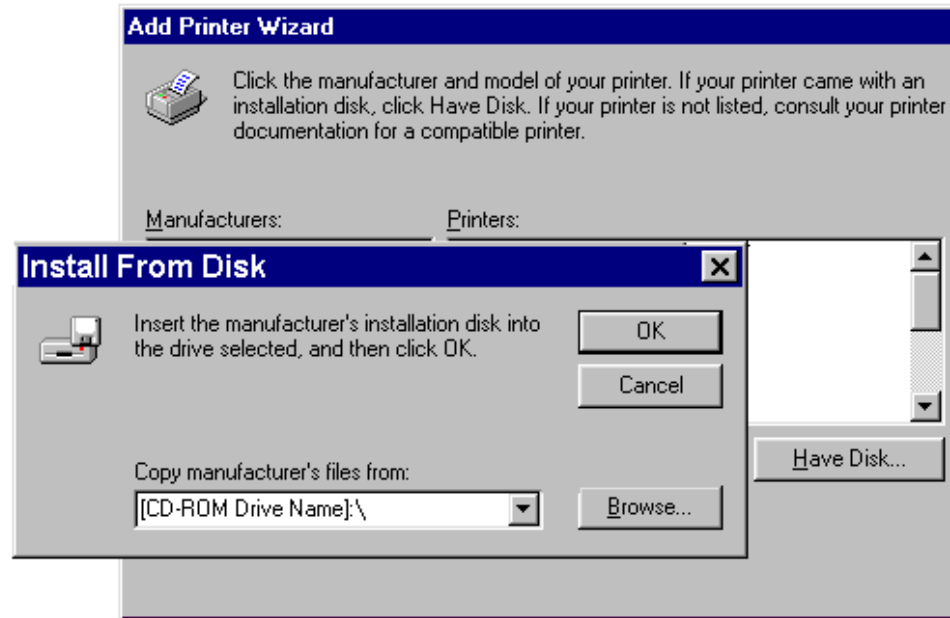 Add Printer Wizard
Click the manufacturer and model of your printer. If your printer came with an
installation disk, click Have Disk. If your printer is not listed, consult your printer
documentation for a compatible printer.
Manufacturers:
Printers:
Install From Disk
Insert the manufacturer's installation disk into
the drive selected, and then click OK.
OK
Cancel
Have Disk...
Copy manufacturer's files from:
[CD-ROM Drive Name]:\
Browse...